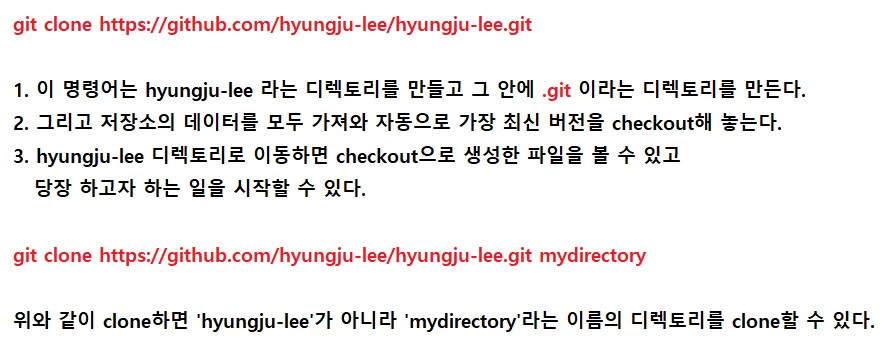 git clone https://github.com/hyungju-lee/hyungju-lee.git
1. 이 명령어는 hyungju-lee 라는 디렉토리를 만들고 그 안에 .git 이라는 디렉토리를 만든다.
2. 그리고 저장소의 데이터를 모두 가져와 자동으로 가장 최신 버전을 checkout해 놓는다.
3. hyungju-lee 디렉토리로 이동하면 checkout으로 생성한 파일을 볼 수 있고
당장 하고자 하는 일을 시작할 수 있다.
git clone https://github.com/hyungju-lee/hyungju-lee.git mydirectory
위와 같이 clone하면 'hyungju-lee'가 아니라 'mydirectory'라는 이름의 디렉토리를 clone할 수 있다.